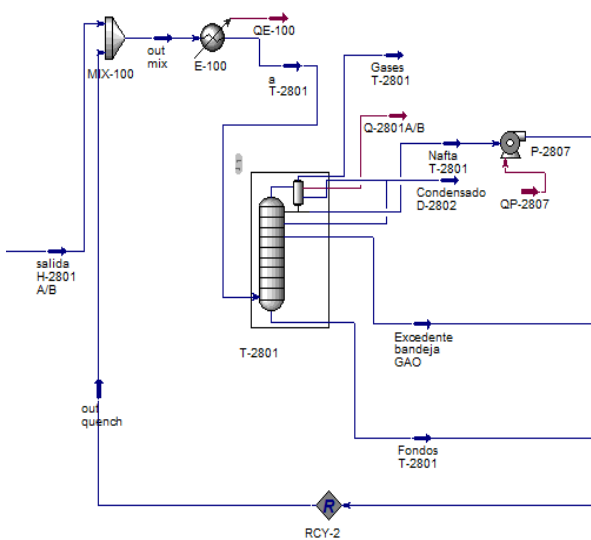 QE-100
out
mix
MIX-100
E-100
a
T-2801
Gases
T-2801
Q-2801A/B
Nafta
T-2801
P-2807
Condensado
D-2802
QP-2807
salida
H-2801
A/B
T-2801
Excedente
bandeja
GAO
out
quench
Fondos
T-2801
R
RCY-2